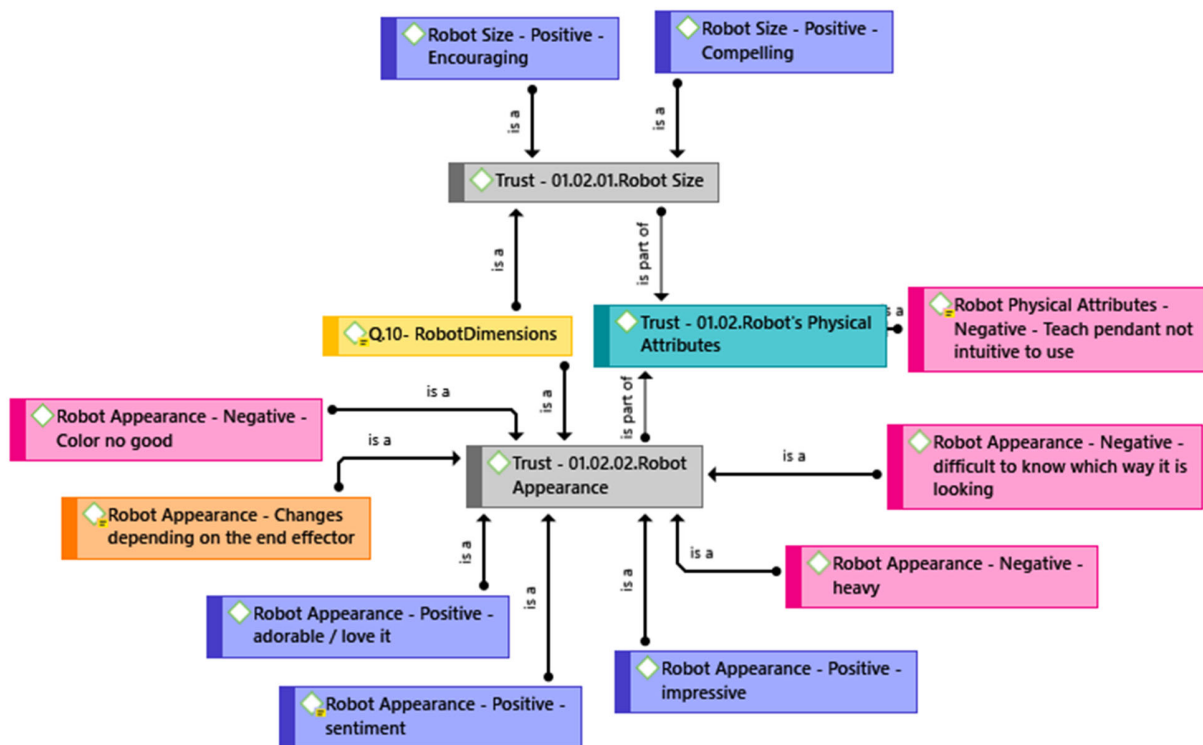 Robot Size - Positive -
Encouraging
Robot Size - Positive -
Compelling
is a
is a
Trust - 01.02.01.Robot Size
is a
is part of
Q.10- RobotDimensions
Trust - 01.02.Robot's Physical
Attributes
is a
Robot Physical Attributes -
Negative - Teach pendant not
intuitive to use
is a
is a
is part of
Robot Appearance - Negative -
Color no good
is a
Trust - 01.02.02.Robot
Appearance
is a
Robot Appearance - Negative -
difficult to know which way it is
looking
Robot Appearance - Changes
depending on the end effector
is a
is a
is a
is a
Robot Appearance - Negative -
heavy
Robot Appearance - Positive -
adorable / love it
Robot Appearance - Positive -
impressive
Robot Appearance - Positive -
sentiment